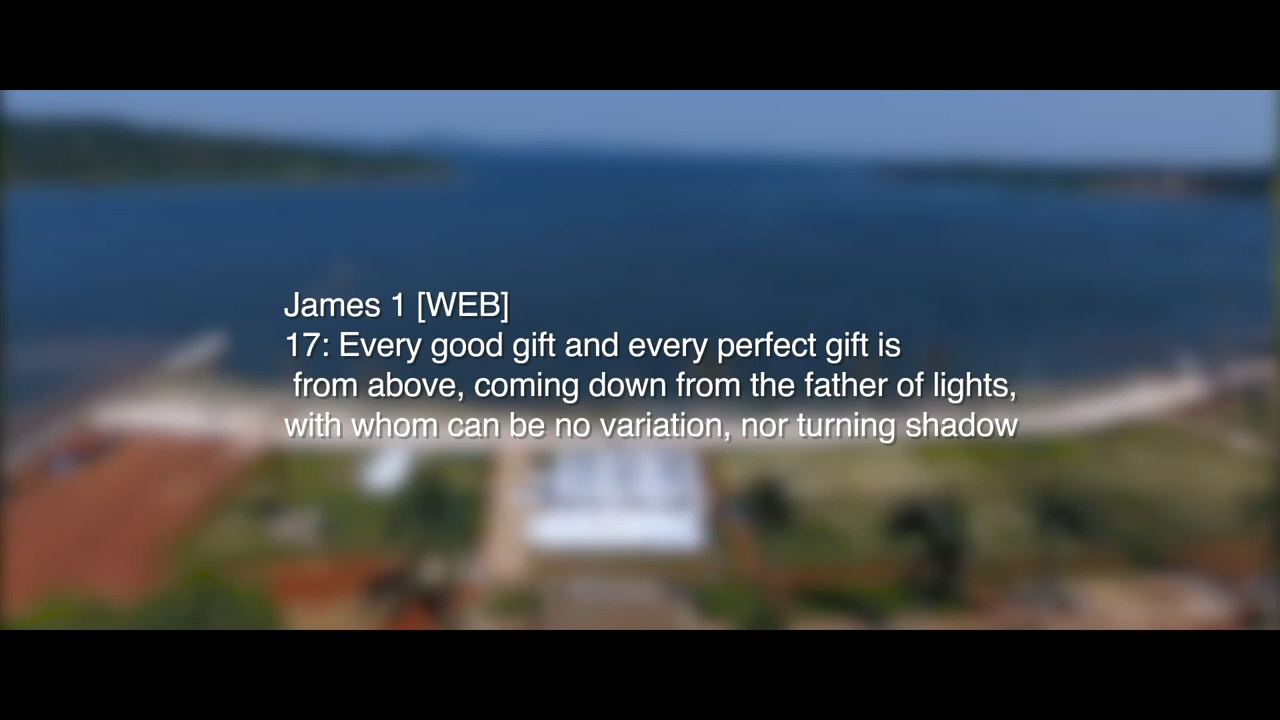 James 1 [WEB]
17: Every good gift and every perfect gift is
from above, coming down from the father of lights,
with whom can be no variation, nor turning shadow